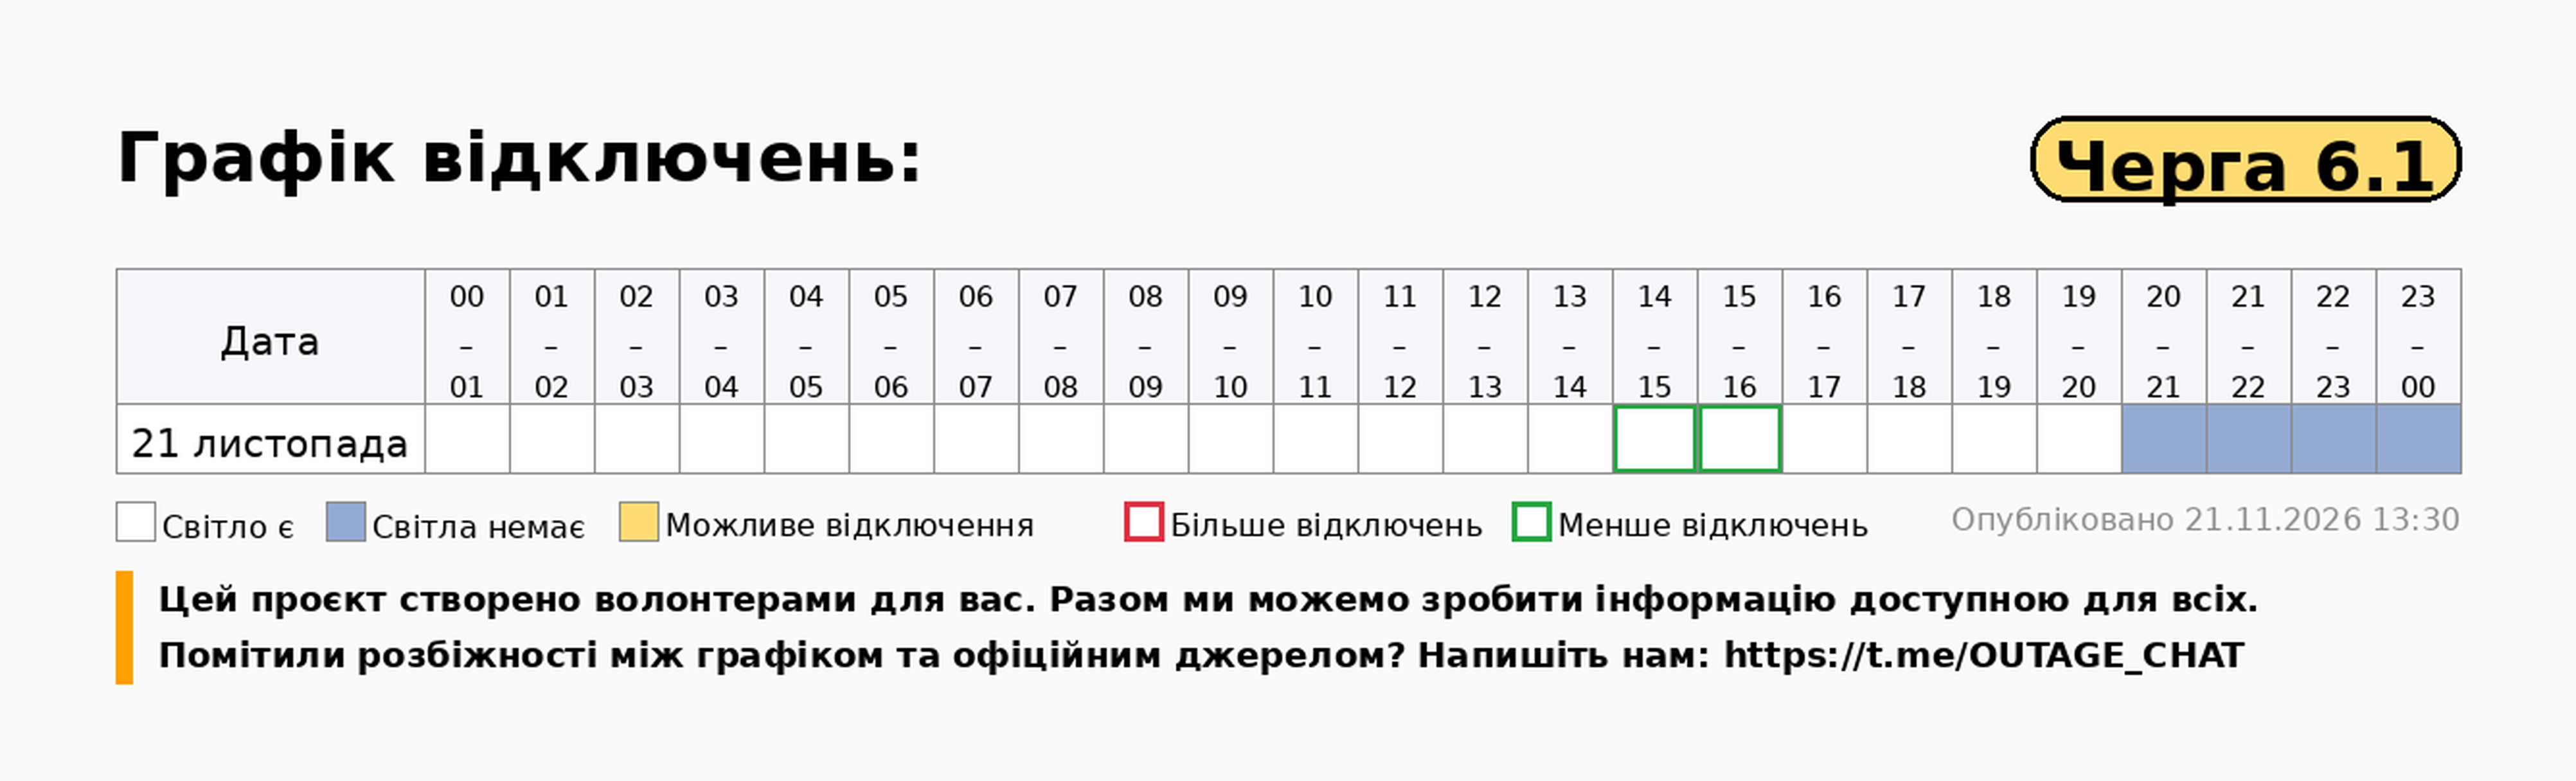 Графік відключень:
Черга 6.1
Дата 00 – 01 01 – 02 02 – 03 03 – 04 04 – 05 05 – 06 06 – 07 07 – 08 08 – 09 09 – 10 10 – 11 11 – 12 12 – 13 13 – 14 14 – 15 15 – 16 16 – 17 17 – 18 18 – 19 19 – 20 20 – 21 21 – 22 22 – 23 23 – 00
21 листопада
Світло є Світла немає Можливе відключення Більше відключень Менше відключень Опубліковано 21.11.2026 13:30
Цей проєкт створено волонтерами для вас. Разом ми можемо зробити інформацію доступною для всіх.
Помітили розбіжності між графіком та офіційним джерелом? Напишіть нам: https://t.me/OUTAGE_CHAT